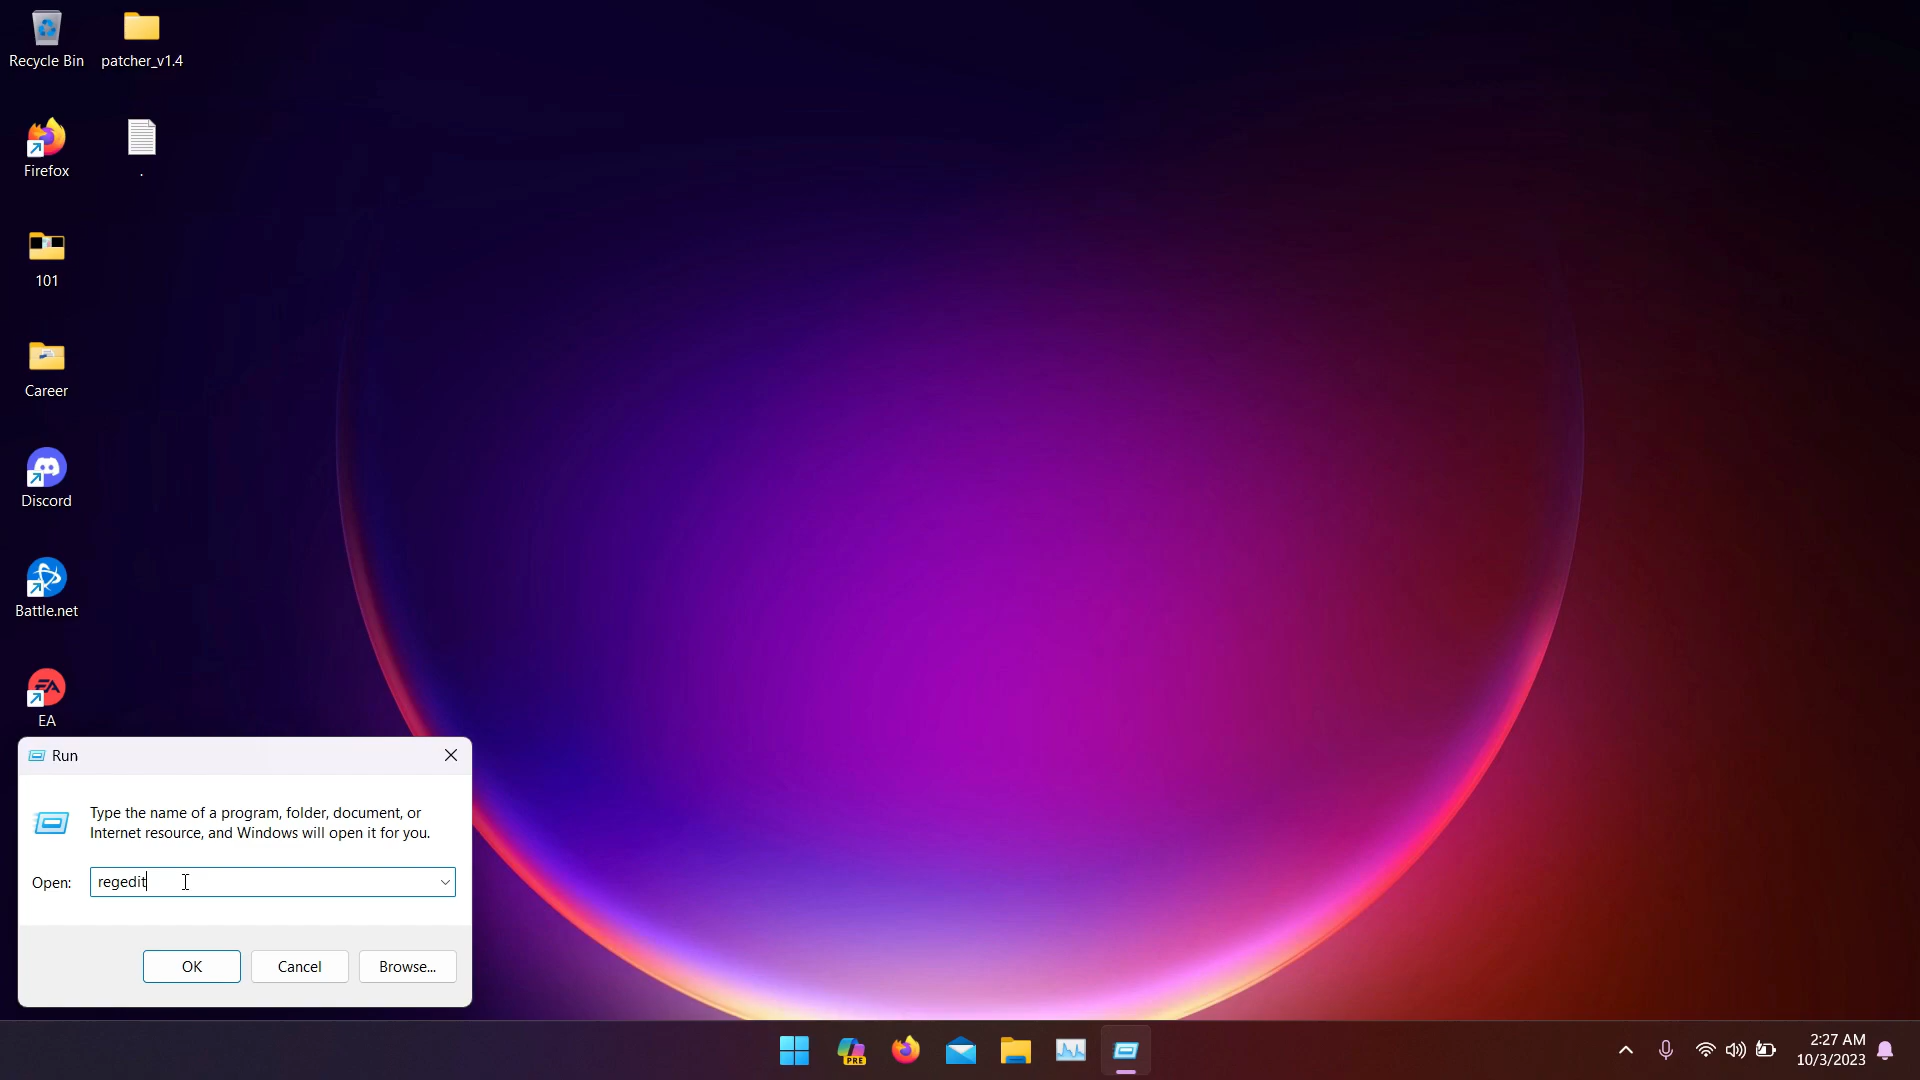 Recycle Bin
patcher_v1.4
Firefox
.
101
Career
Discord
Battle.net
EA
EA
Run
Type the name of a program, folder, document, or
Internet resource, and Windows will open it for you.
Open:
regedit
OK
Cancel
Browse...
PRE
2:27 AM
10/3/2023